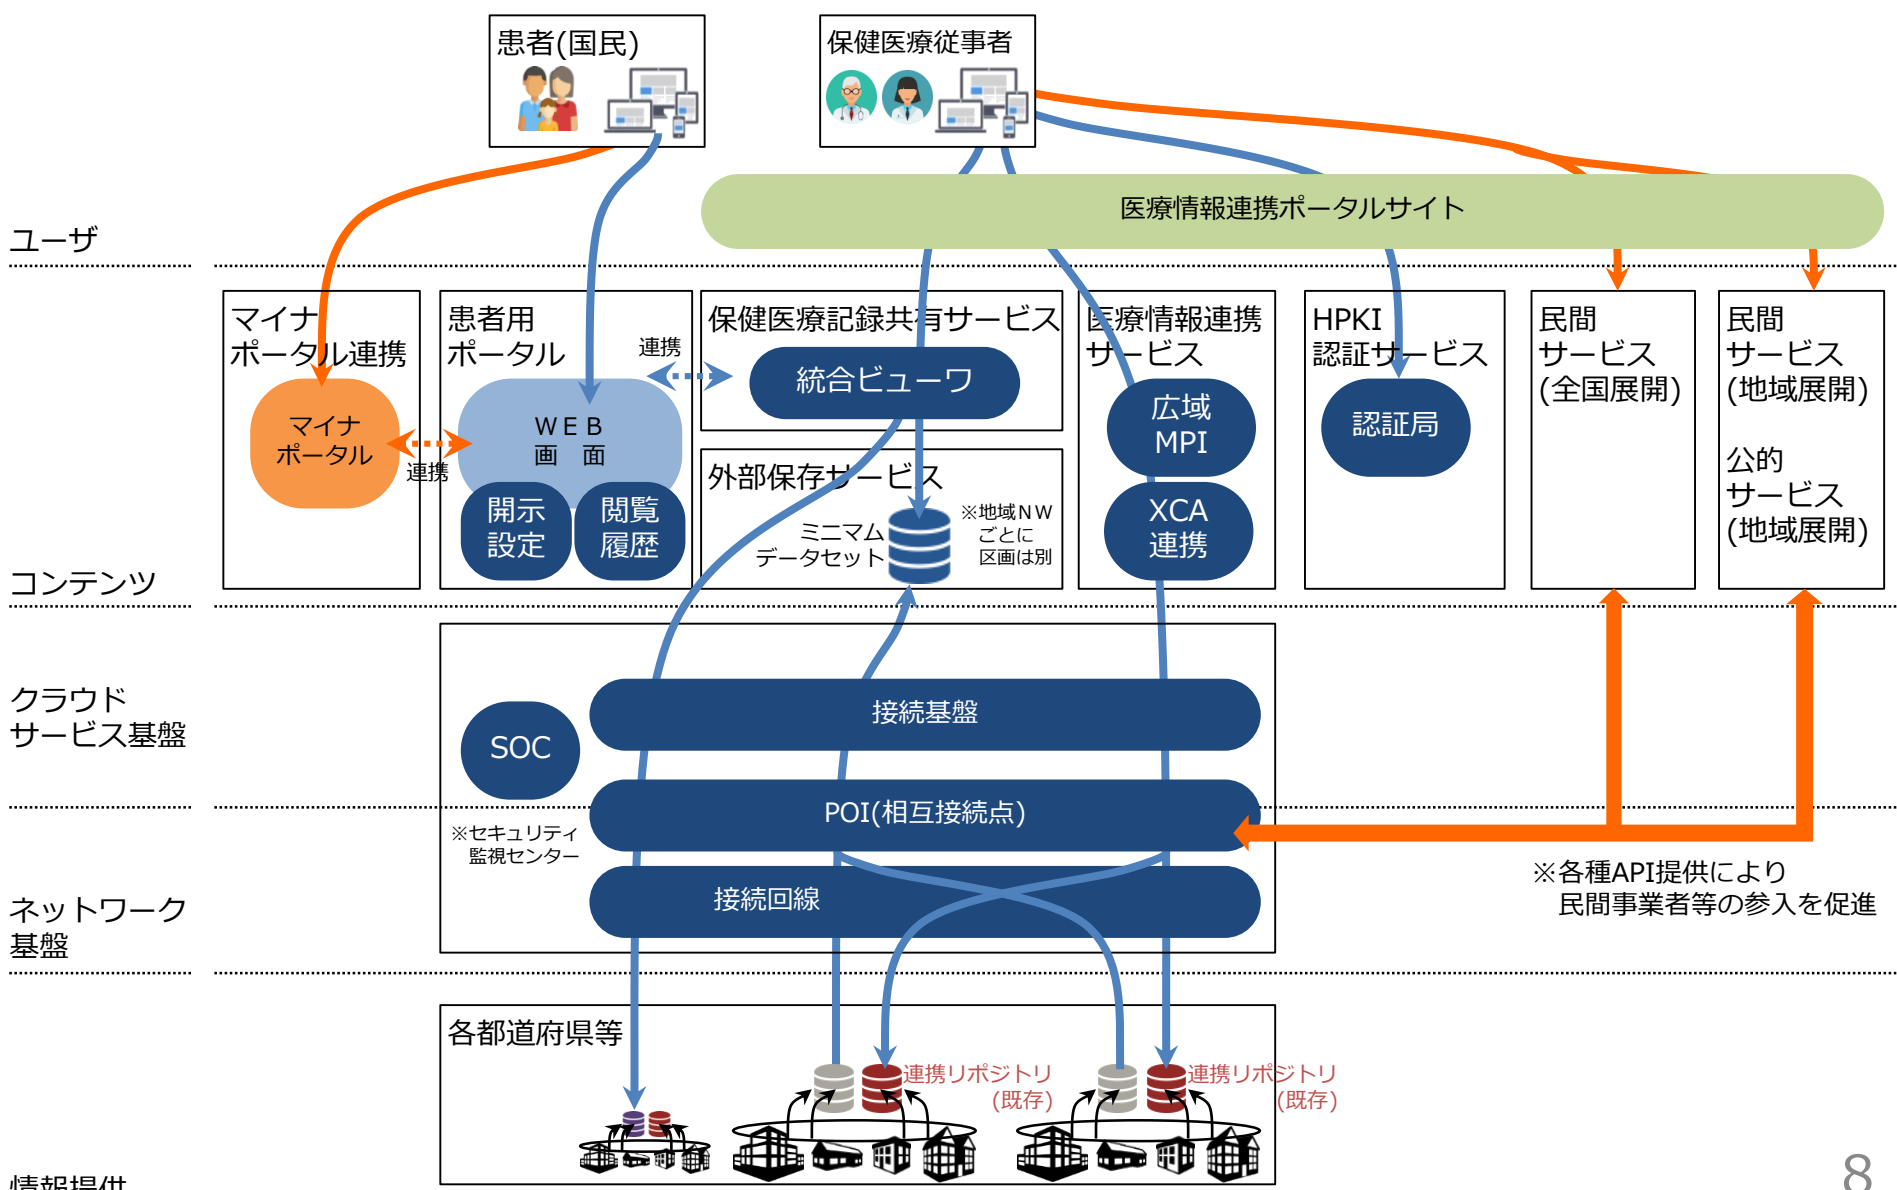 患者(国民)
保健医療従事者
医療情報連携ポータルサイト
ユーザ
マイナ
ポータル連携
マイナ
ポータル
連携
患者用
ポータル
ＷＥＢ
画　面
開示
設定
閲覧
履歴
連携
保健医療記録共有サービス
統合ビューワ
外部保存サービス
ミニマム
データセット
※地域ＮＷ
ごとに
区画は別
医療情報連携
サービス
広域
MPI
XCA
連携
HPKI
認証サービス
認証局
民間
サービス
(全国展開)
民間
サービス
(地域展開)
公的
サービス
(地域展開)
コンテンツ
クラウド
サービス基盤
SOC
※セキュリティ
監視センター
接続基盤
POI(相互接続点)
接続回線
※各種API提供により
民間事業者等の参入を促進
ネットワーク
基盤
各都道府県等
連携リポジトリ
(既存)
連携リポジトリ
(既存)
情報提供
8